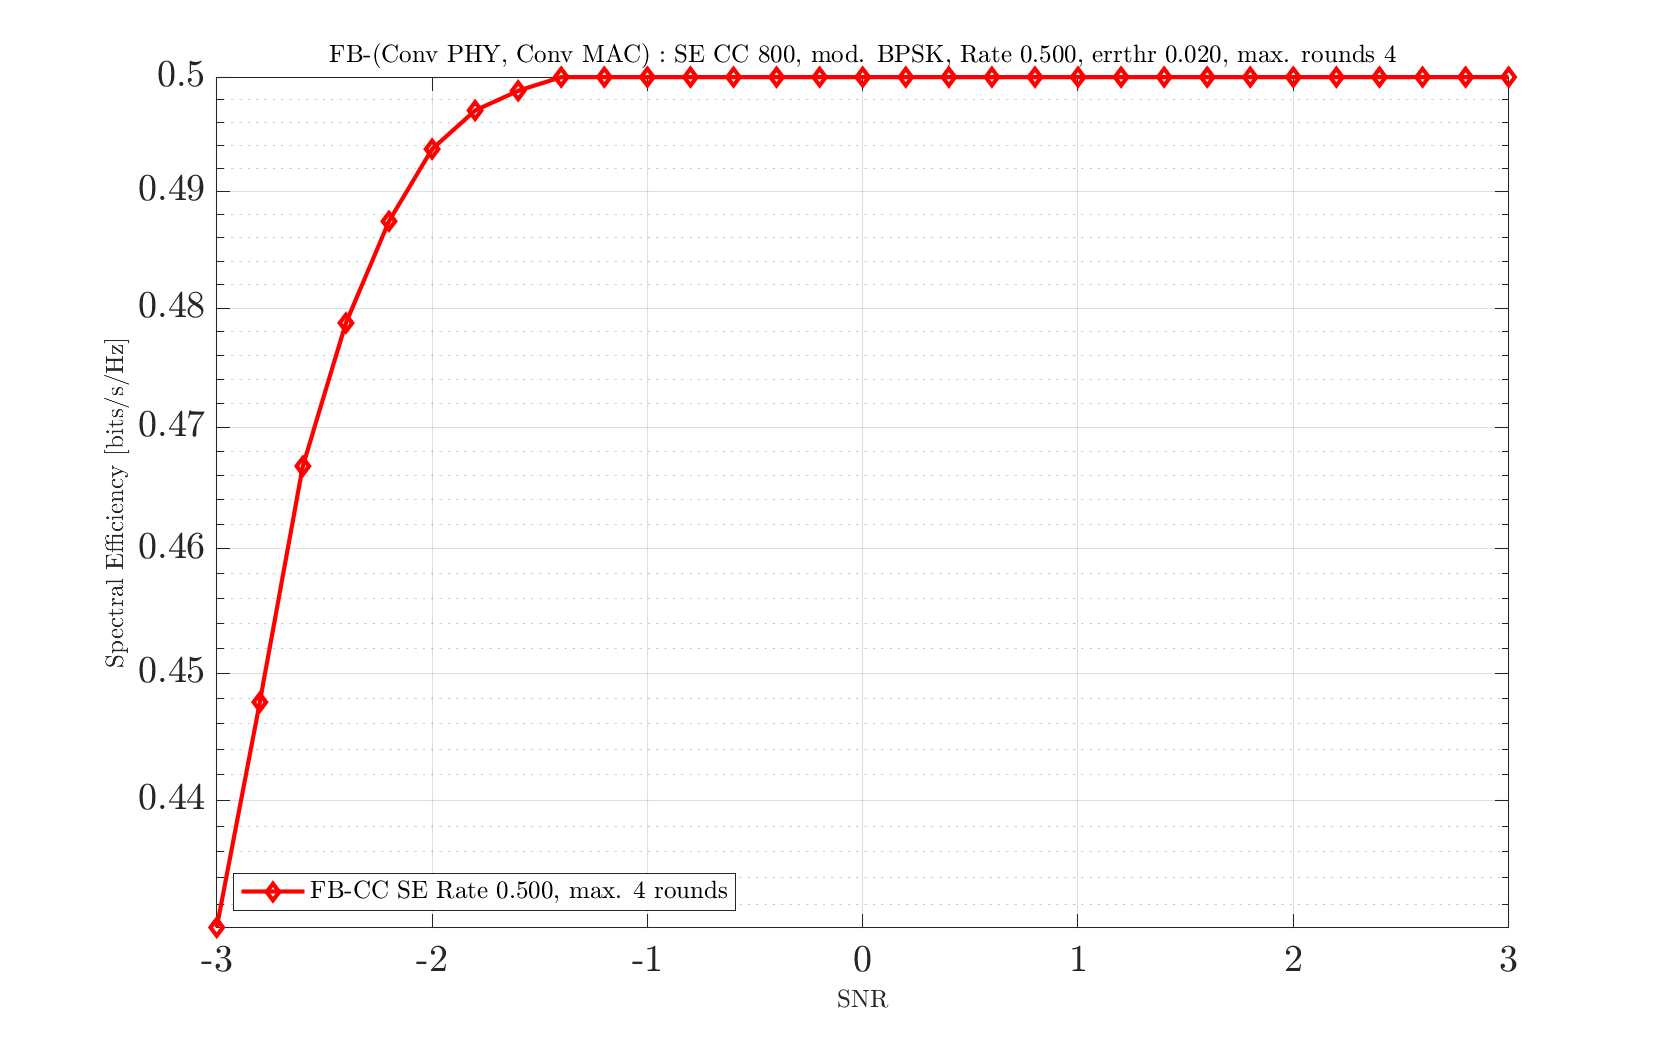 FB-(Conv PHY, Conv MAC) : SE CC 800, mod. BPSK, Rate 0.500, errthr 0.020, max. rounds 4
0.5
0.49
0.48
0.47
0.46
0.45
0.44
Spectral Efficiency [bits/s/Hz]
FB-CC SE Rate 0.500, max. 4 rounds
-3 -2 -1 0 1 2 3
SNR